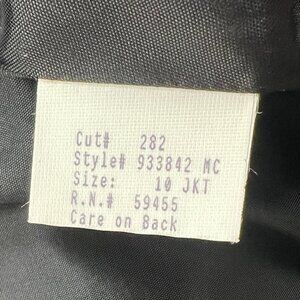 Cut# 282
Style# 933842 MC
Size: 10 JKT
R.N.# 59455
Care on Back